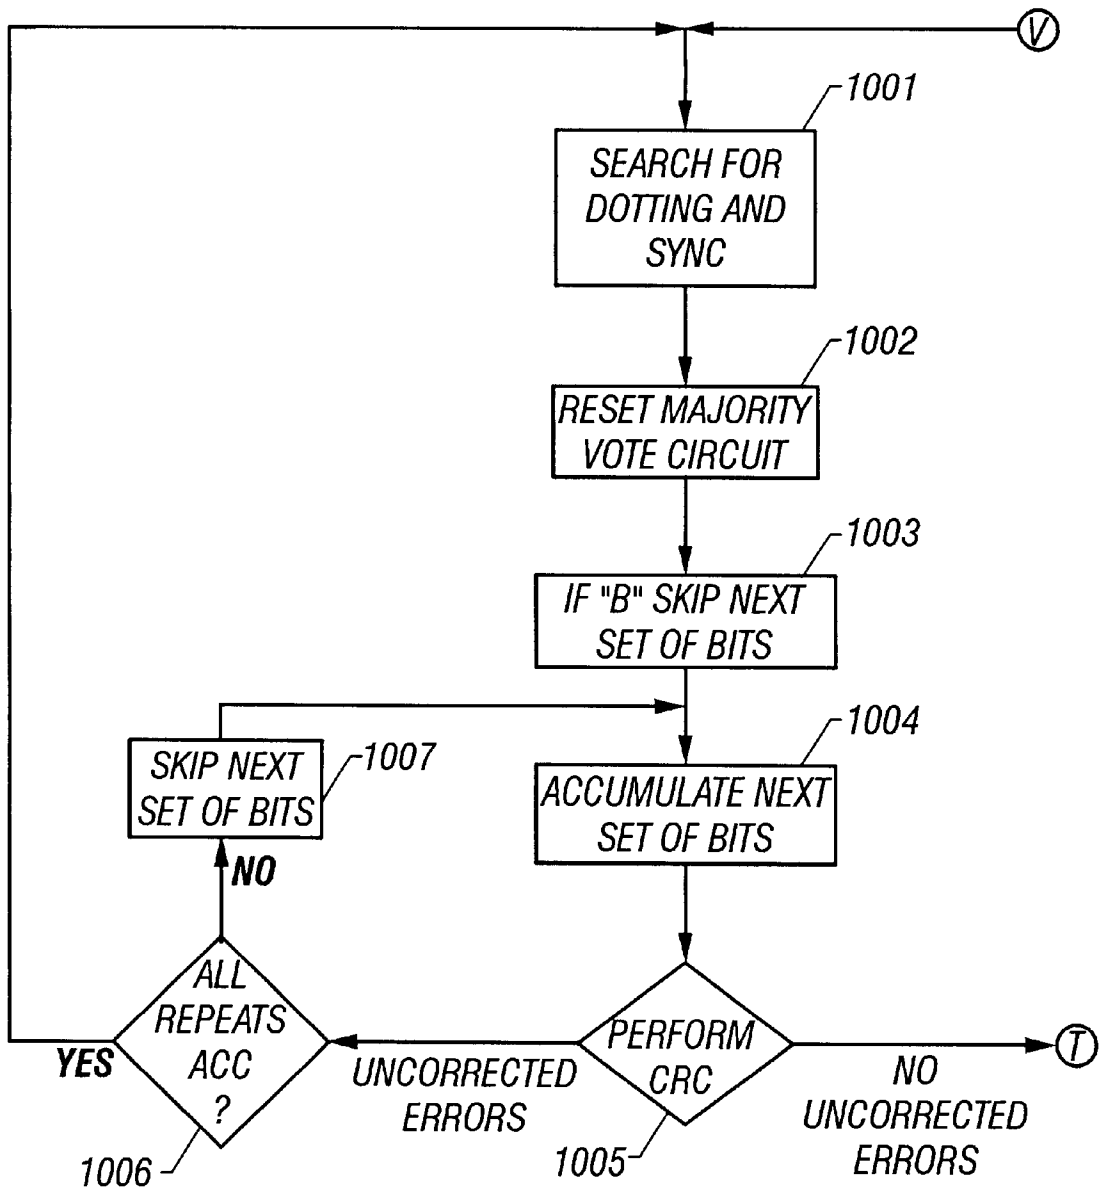 V
1001
SEARCH FOR
DOTTING AND
SYNC
1002
RESET MAJORITY
VOTE CIRCUIT
1003
IF "B" SKIP NEXT
SET OF BITS
1004
ACCUMULATE NEXT
SET OF BITS
1007
SKIP NEXT
SET OF BITS
NO
ALL
REPEATS
ACC
?
YES
1006
UNCORRECTED
ERRORS
PERFORM
CRC
1005
NO
UNCORRECTED
ERRORS
T